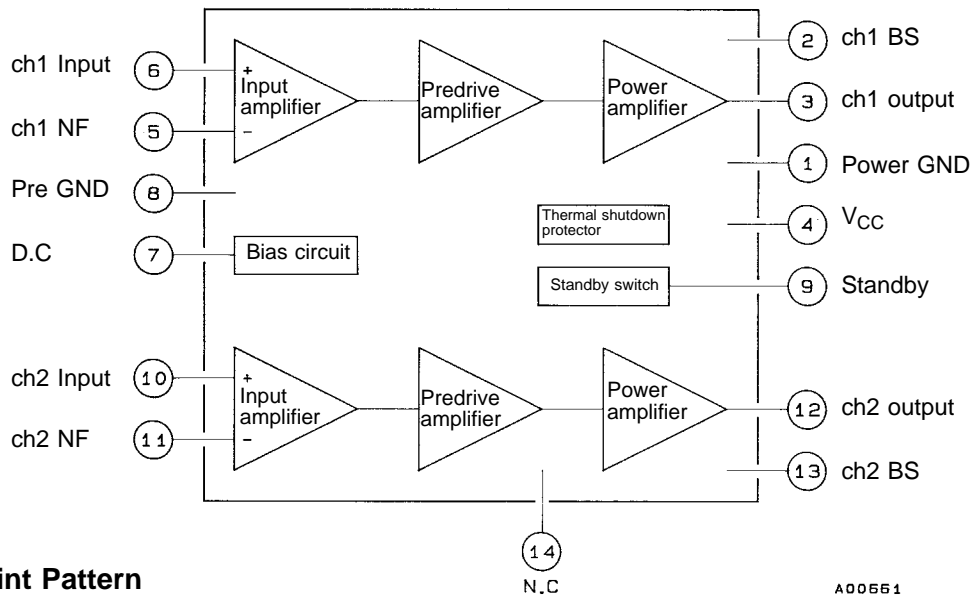 ch1 Input 6
ch1 NF 5
Pre GND 8
D.C 7
ch2 Input 10
ch2 NF 11
+
Input
amplifier
−
Predrive
amplifier
Power
amplifier
Bias circuit
Thermal shutdown
protector
Standby switch
+
Input
amplifier
−
Predrive
amplifier
Power
amplifier
2 ch1 BS
3 ch1 output
1 Power GND
4 VCC
9 Standby
12 ch2 output
13 ch2 BS
14
N.C
int Pattern